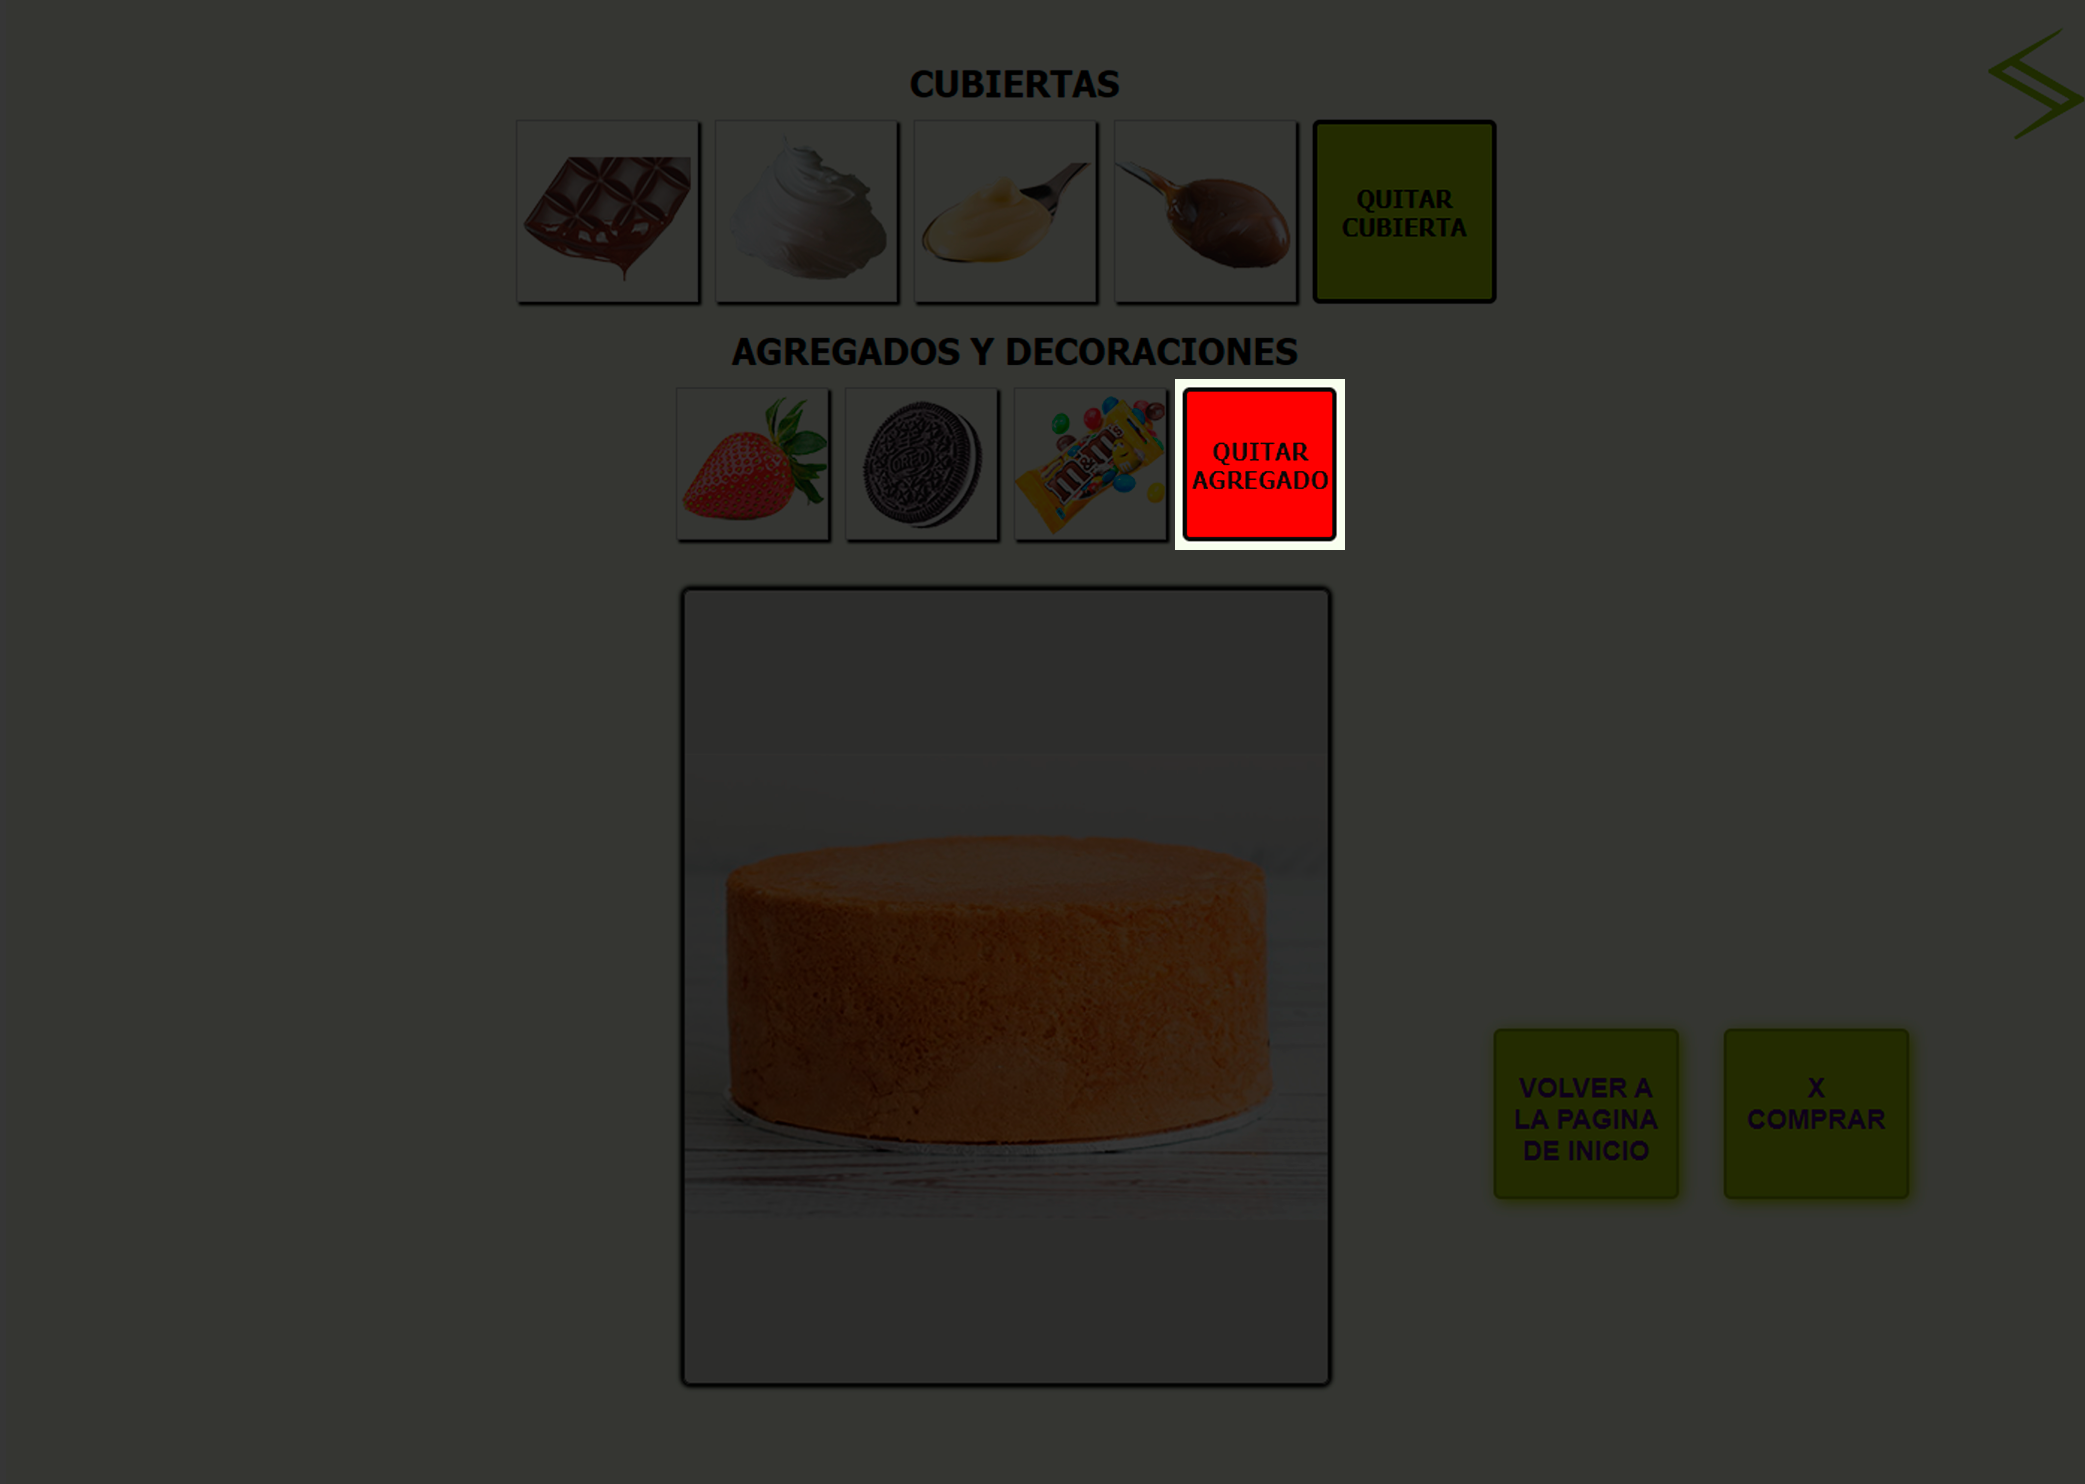 CUBIERTAS
QUITAR
CUBIERTA
AGREGADOS Y DECORACIONES
OREO
m&m's
QUITAR
AGREGADO
VOLVER A
LA PAGINA
DE INICIO
X
COMPRAR